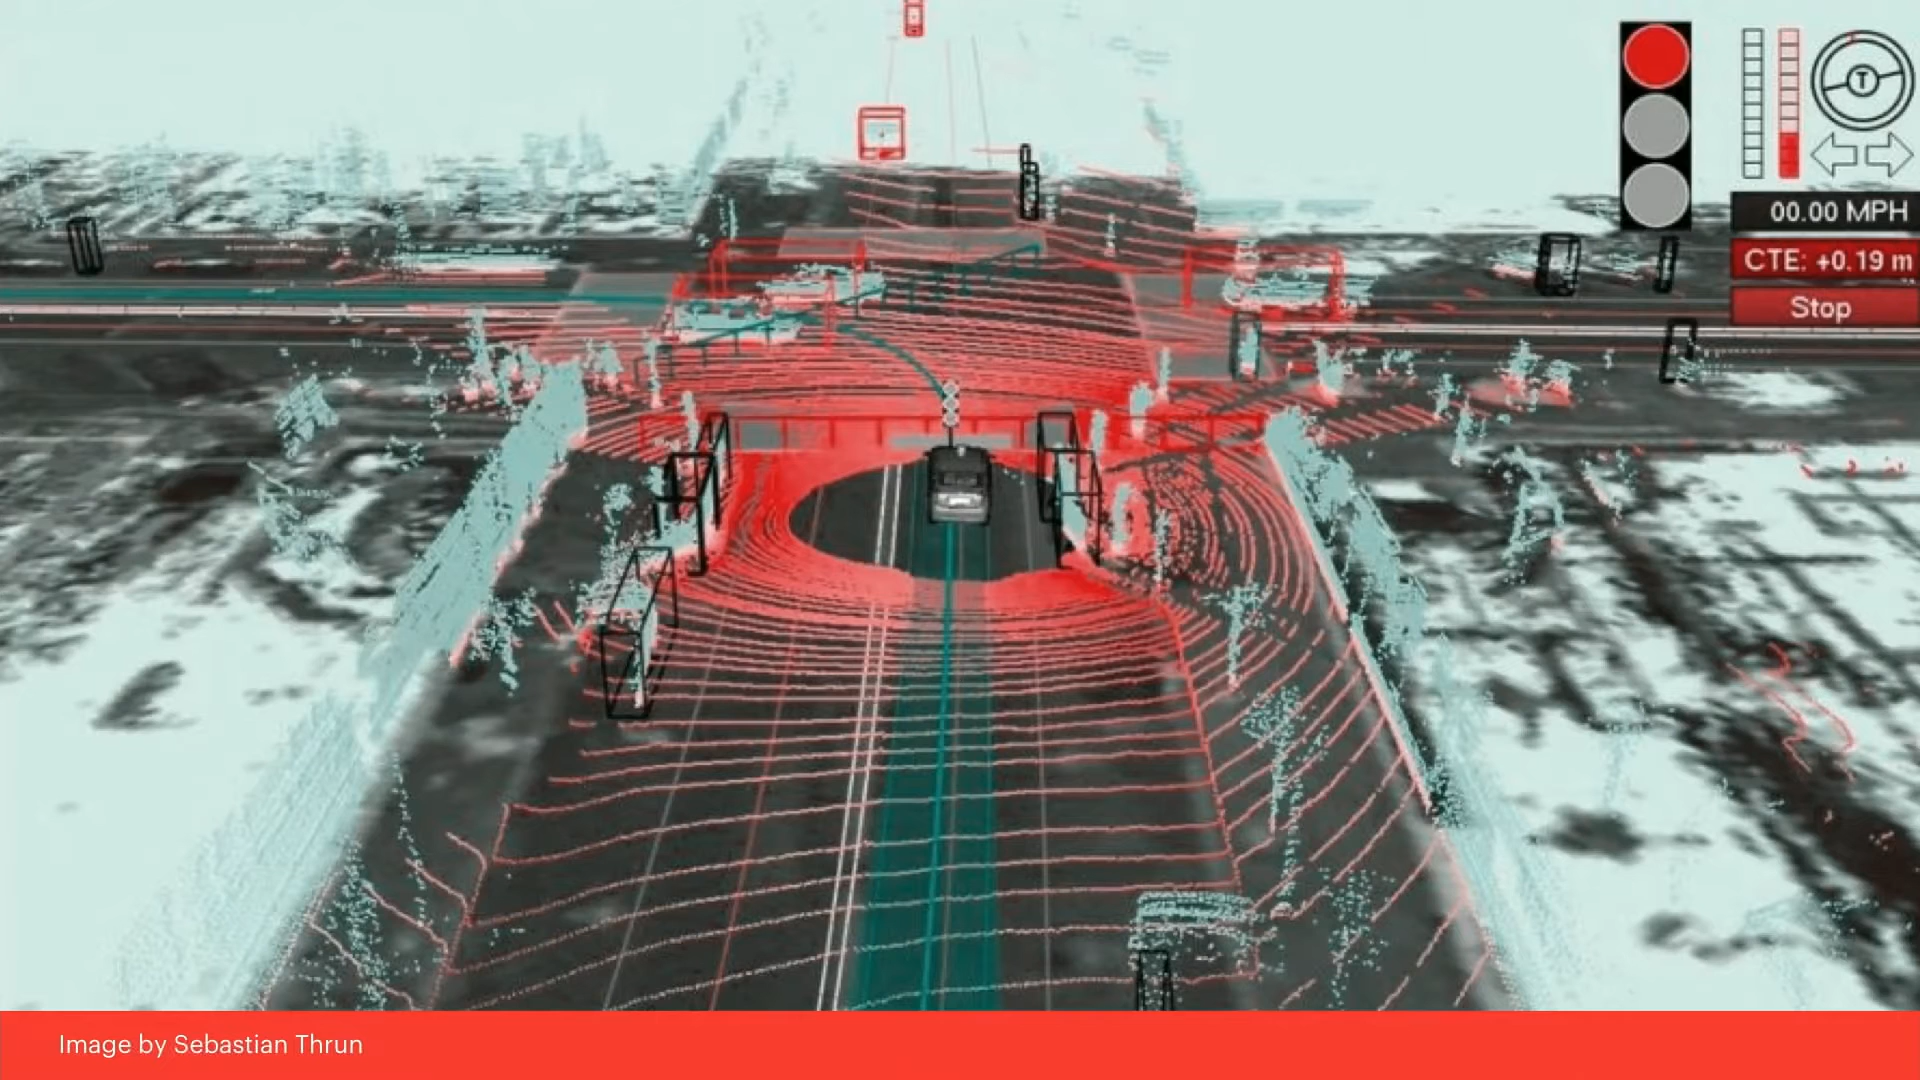 T
00.00 MPH
CTE: +0.19 m
Stop
Image by Sebastian Thrun